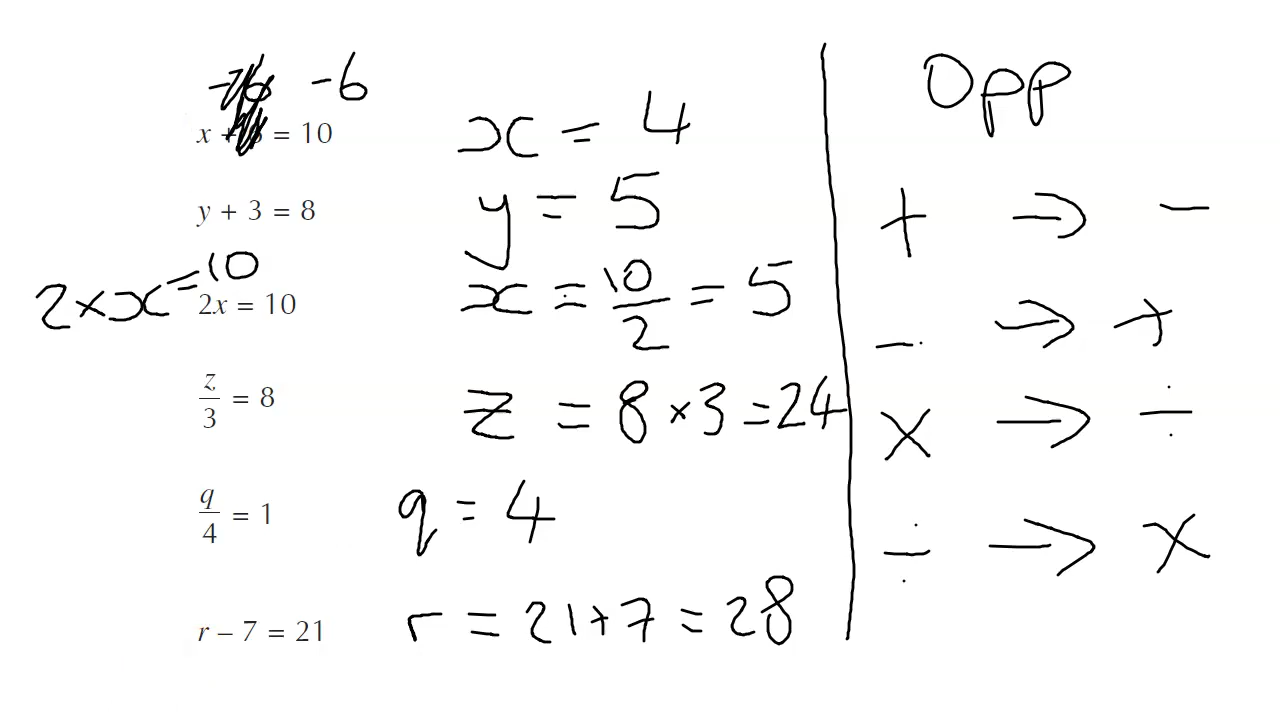 -6
x + = 10
x = 4
y + 3 = 8
y = 5
2 × x = 10
2x = 10
x = 10/2 = 5
z/3 = 8
z = 8 × 3 = 24
q/4 = 1
q = 4
r – 7 = 21
r = 21 + 7 = 28
Opp
+ → -
- → +
× → ÷
÷ → ×